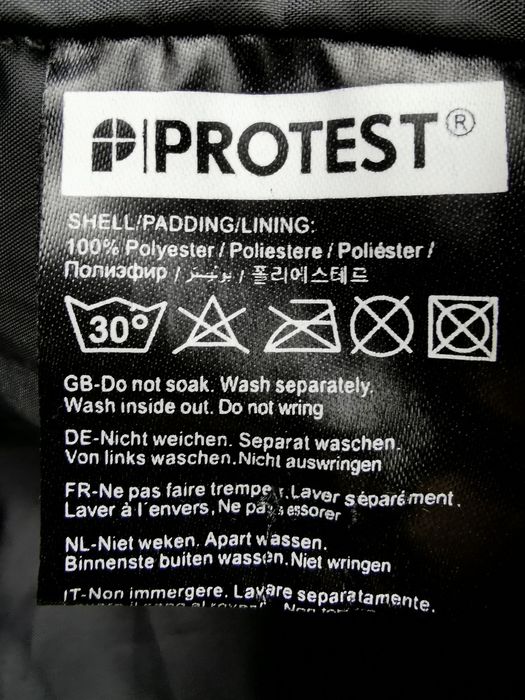 PROTEST®
SHELL/PADDING/LINING:
100% Polyester / Poliestere / Poliéster /
Полиэфир / بوليستر / 폴리에스테르
30°
GB-Do not soak. Wash separately.
Wash inside out. Do not wring
DE-Nicht weichen. Separat waschen.
Von links waschen.Nicht auswringen
FR-Ne pas faire trempe r.Laver séparément.
Laver à l'envers, Ne pas essorer
NL-Niet weken. Apart wassen.
Binnenste buiten wassen.Niet wringen
IT-Non immergere. Lavare separatamente.
Non